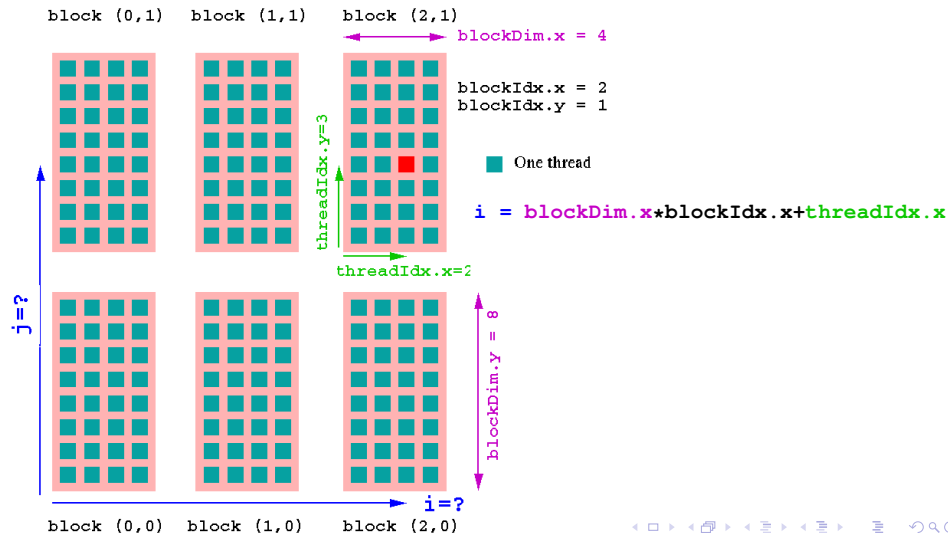 block (0,1) block (1,1) block (2,1)
blockDim.x = 4
blockIdx.x = 2
blockIdx.y = 1
threadIdx.y=3
One thread
i = blockDim.x*blockIdx.x+threadIdx.x
threadIdx.x=2
j=?
blockDim.y = 8
i=?
block (0,0) block (1,0) block (2,0)